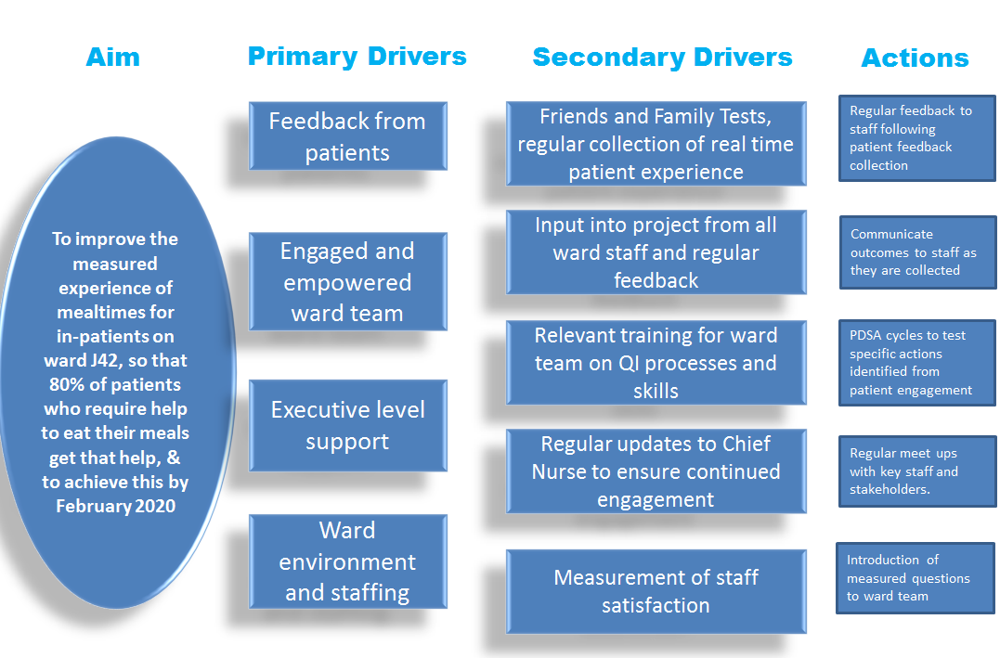 Aim
Primary Drivers
Secondary Drivers
Actions
To improve the
measured
experience of
mealtimes for
in-patients on
ward J42, so that
80% of patients
who require help
to eat their meals
get that help, &
to achieve this by
February 2020
Feedback from
patients
Engaged and
empowered
ward team
Executive level
support
Ward
environment
and staffing
Friends and Family Tests,
regular collection of real time
patient experience
Input into project from all
ward staff and regular
feedback
Relevant training for ward
team on QI processes and
skills
Regular updates to Chief
Nurse to ensure continued
engagement
Measurement of staff
satisfaction
Regular feedback to
staff following
patient feedback
collection
Communicate
outcomes to staff as
they are collected
PDSA cycles to test
specific actions
identified from
patient engagement
Regular meet ups
with key staff and
stakeholders.
Introduction of
measured questions
to ward team